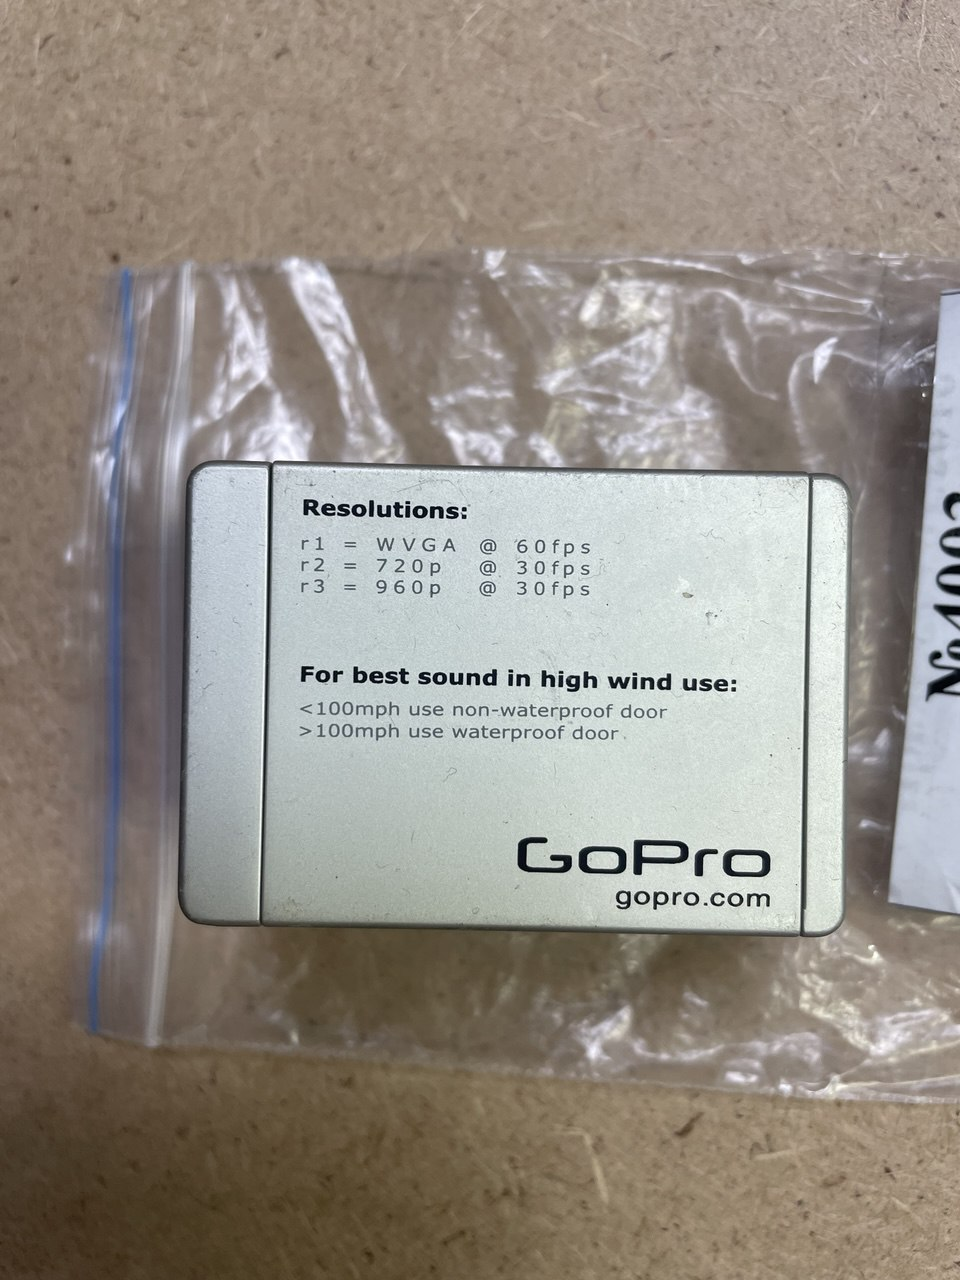 Resolutions:
r1 = WVGA @ 60fps
r2 = 720p @ 30fps
r3 = 960p @ 30fps
For best sound in high wind use:
<100mph use non-waterproof door
>100mph use waterproof door
GoPro
gopro.com
№4002